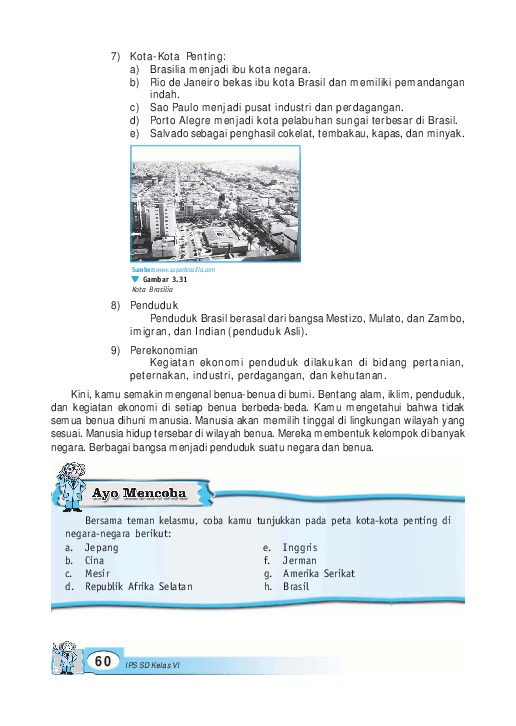 7) Kota-Kota Penting:
a) Brasilia menjadi ibu kota negara.
b) Rio de Janeiro bekas ibu kota Brasil dan memiliki pemandangan
indah.
c) Sao Paulo menjadi pusat industri dan perdagangan.
d) Porto Alegre menjadi kota pelabuhan sungai terbesar di Brasil.
e) Salvado sebagai penghasil cokelat, tembakau, kapas, dan minyak.
Sumber: www.superbrasilia.com
Gambar 3.31
Kota Brasilia
8) Penduduk
Penduduk Brasil berasal dari bangsa Mestizo, Mulato, dan Zambo,
imigran, dan Indian (penduduk Asli).
9) Perekonomian
Kegiatan ekonomi penduduk dilakukan di bidang pertanian,
peternakan, industri, perdagangan, dan kehutanan.
Kini, kamu semakin mengenal benua-benua di bumi. Bentang alam, iklim, penduduk,
dan kegiatan ekonomi di setiap benua berbeda-beda. Kamu mengetahui bahwa tidak
semua benua dihuni manusia. Manusia akan memilih tinggal di lingkungan wilayah yang
sesuai. Manusia hidup tersebar di wilayah benua. Mereka membentuk kelompok di banyak
negara. Berbagai bangsa menjadi penduduk suatu negara dan benua.
Ayo Mencoba
Bersama teman kelasmu, coba kamu tunjukkan pada peta kota-kota penting di
negara-negara berikut:
a. Jepang
b. Cina
c. Mesir
d. Republik Afrika Selatan
e. Inggris
f. Jerman
g. Amerika Serikat
h. Brasil
60 IPS SD Kelas VI